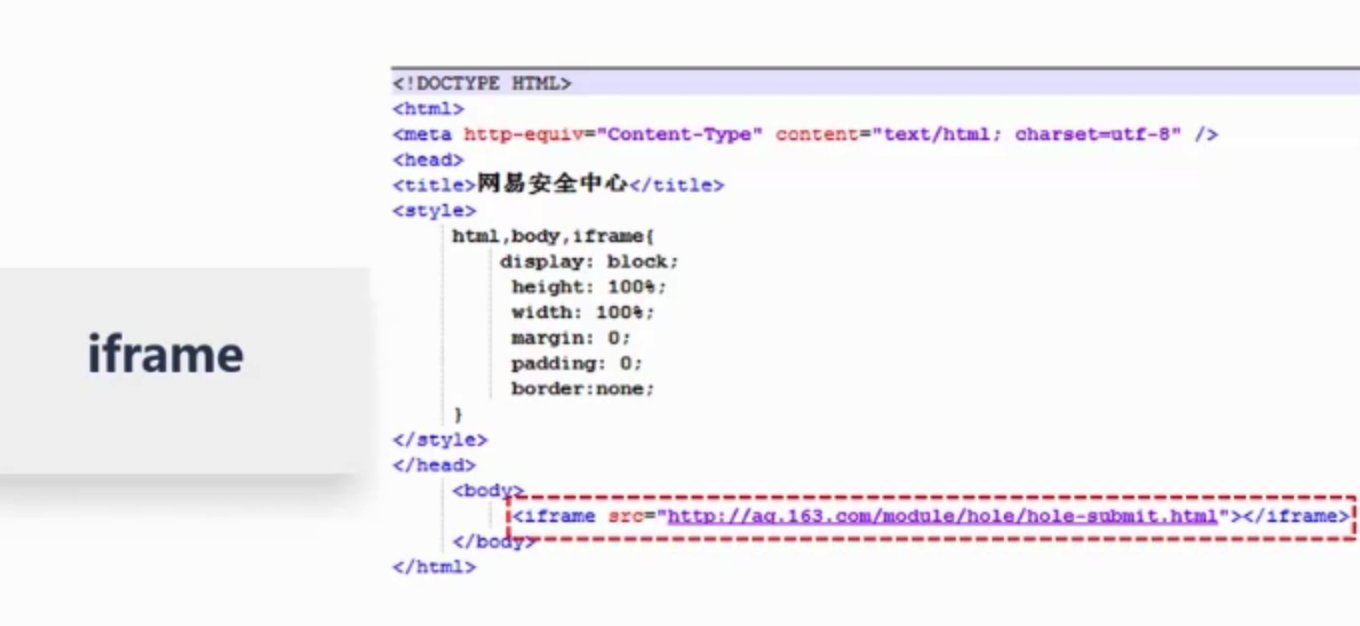 iframe
<!DOCTYPE HTML>
<html>
<meta http-equiv="Content-Type" content="text/html; charset=utf-8" />
<head>
<title>网易安全中心</title>
<style>
html,body,iframe{
display: block;
height: 100%;
width: 100%;
margin: 0;
padding: 0;
border:none;
}
</style>
</head>
<body>
<iframe src="http://aq.163.com/module/hole/hole-submit.html"></iframe>
</body>
</html>